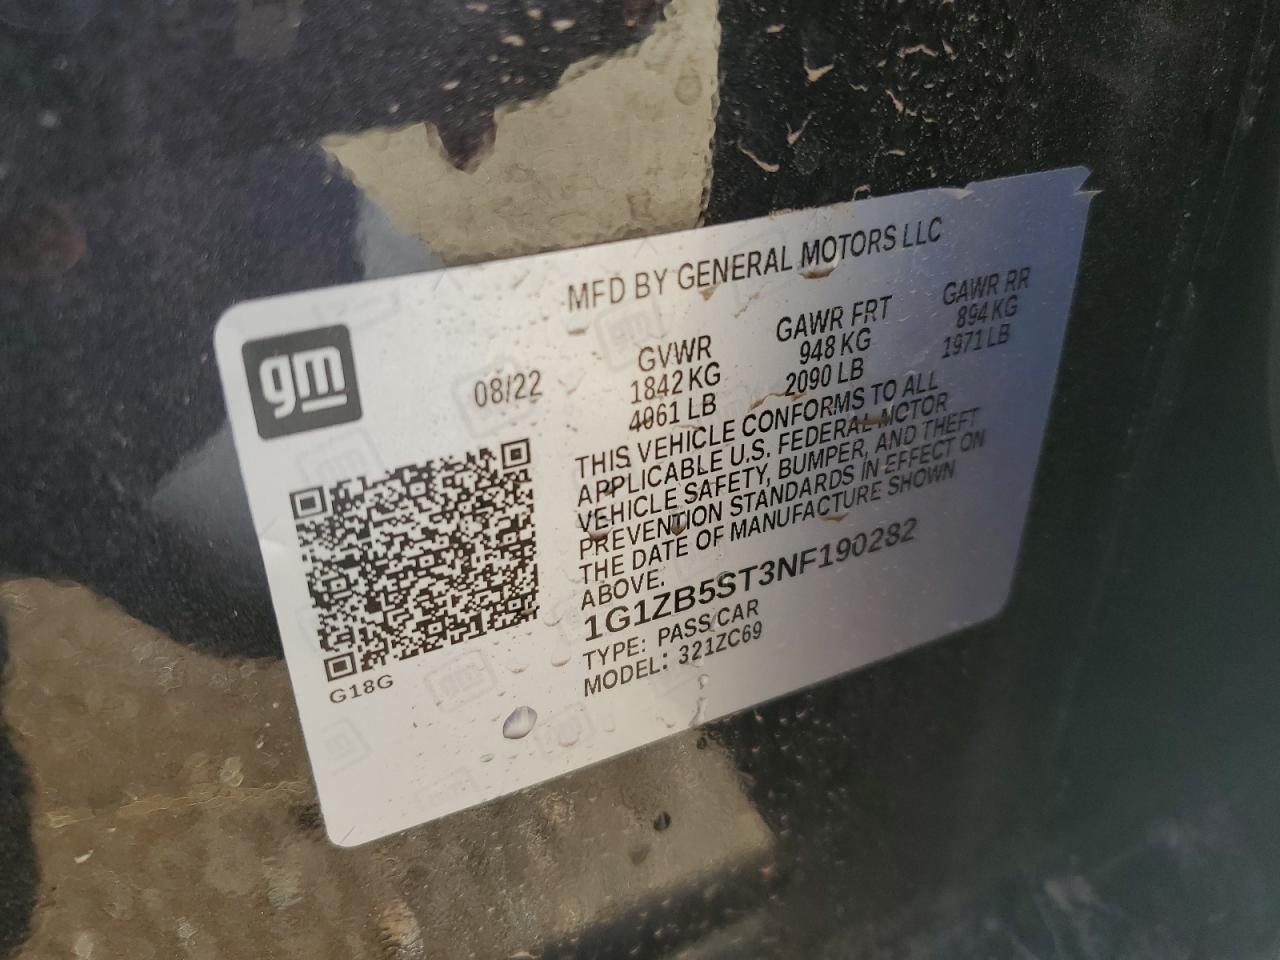 MFD BY GENERAL MOTORS LLC
gm
08/22
GVWR GAWR FRT GAWR RR
1842 KG 948 KG 894 KG
4061 LB 2090 LB 1971 LB
THIS VEHICLE CONFORMS TO ALL
APPLICABLE U.S. FEDERAL MOTOR
VEHICLE SAFETY, BUMPER, AND THEFT
PREVENTION STANDARDS IN EFFECT ON
THE DATE OF MANUFACTURE SHOWN
ABOVE.
1G1ZB5ST3NF190282
TYPE: PASS/CAR
MODEL: 321ZC69
G18G